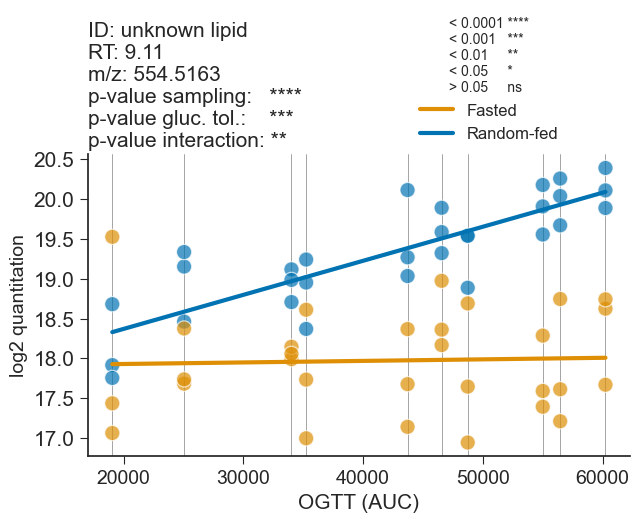 ID: unknown lipid
RT: 9.11
m/z: 554.5163
p-value sampling: ****
p-value gluc. tol.: ***
p-value interaction: **
< 0.0001 ****
< 0.001 ***
< 0.01 **
< 0.05 *
> 0.05 ns
Fasted
Random-fed
log2 quantitation
20.5
20.0
19.5
19.0
18.5
18.0
17.5
17.0
20000 30000 40000 50000 60000
OGTT (AUC)